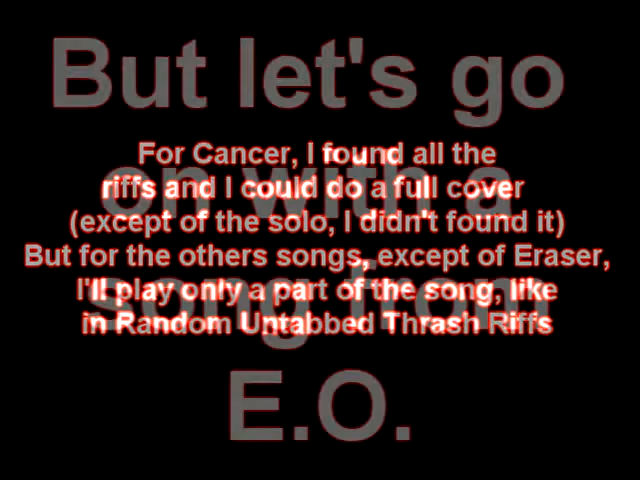 But let's go
on with a
song from
E.O.
For Cancer, I found all the
riffs and I could do a full cover
(except of the solo, I didn't found it)
But for the others songs, except of Eraser,
I'll play only a part of the song, like
in Random Untabbed Thrash Riffs